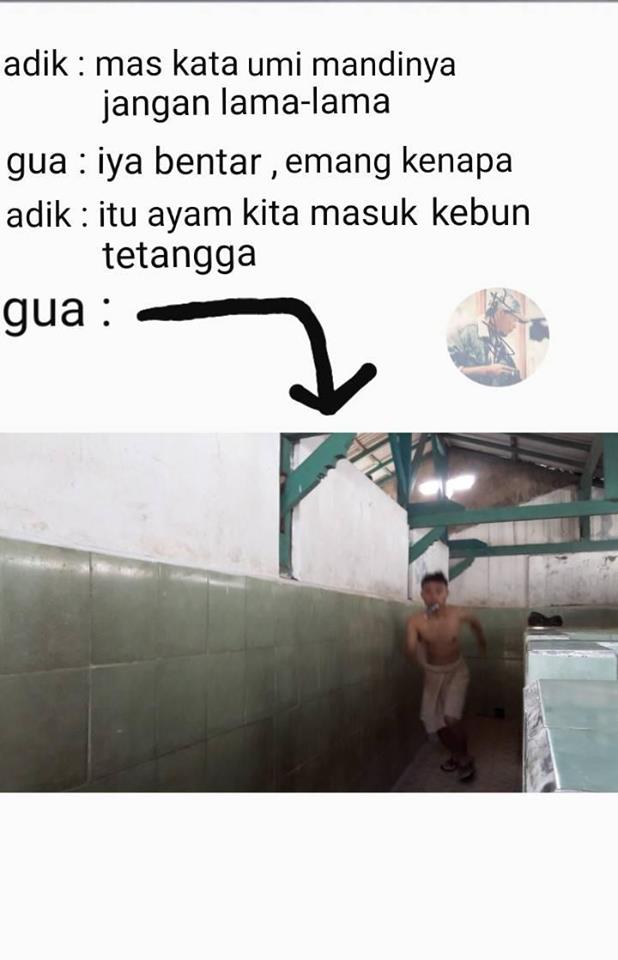 adik : mas kata umi mandinya
jangan lama-lama
gua : iya bentar , emang kenapa
adik : itu ayam kita masuk kebun
tetangga
gua :